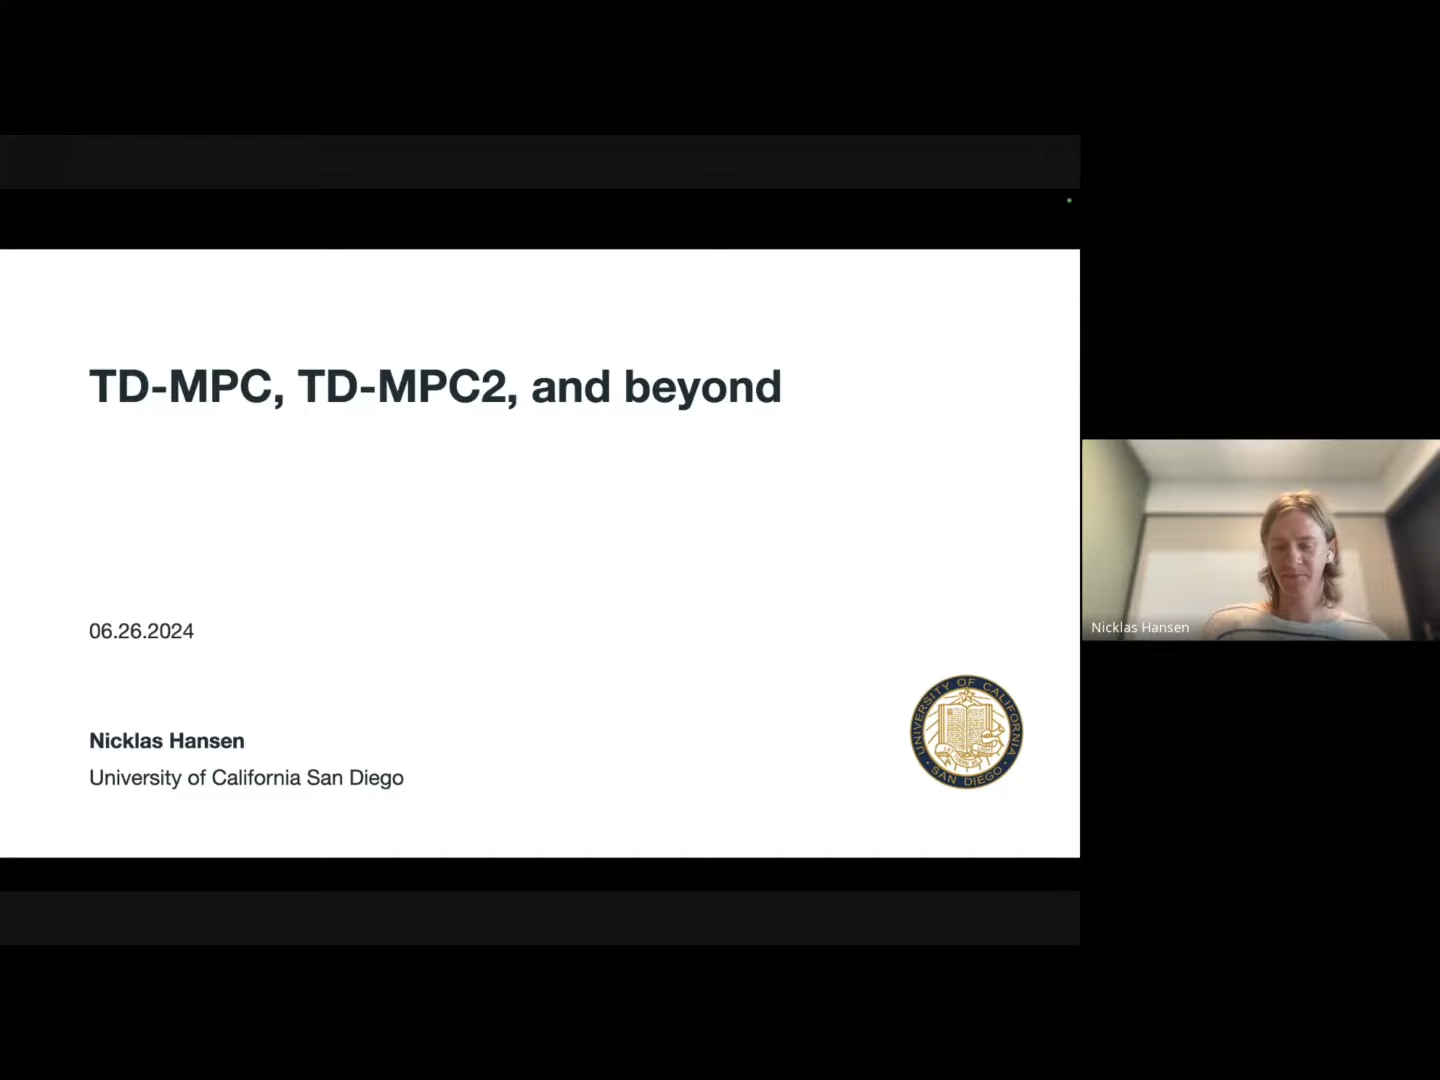 TD-MPC, TD-MPC2, and beyond
06.26.2024
Nicklas Hansen
University of California San Diego
UNIVERSITY OF CALIFORNIA
SAN DIEGO
Nicklas Hansen